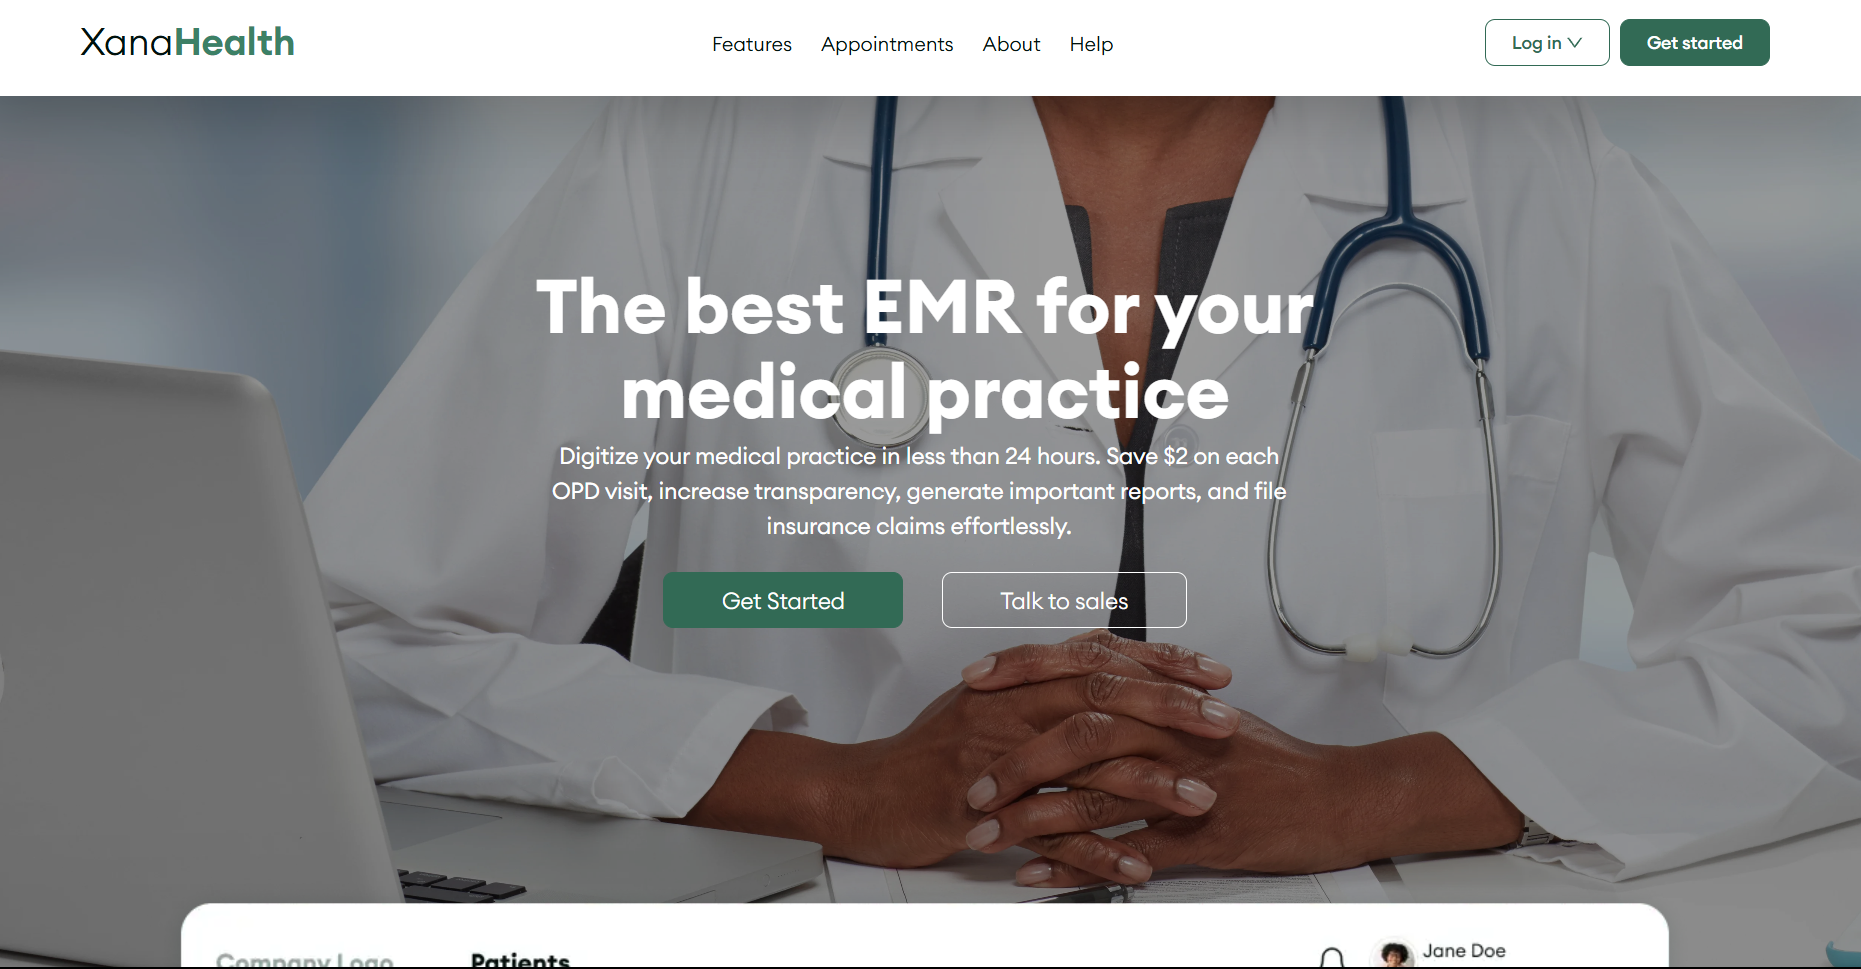 XanaHealth
Features Appointments About Help
Log in
Get started
The best EMR for your
medical practice
Digitize your medical practice in less than 24 hours. Save $2 on each
OPD visit, increase transparency, generate important reports, and file
insurance claims effortlessly.
Get Started
Talk to sales
Company Logo
Patients
Jane Doe